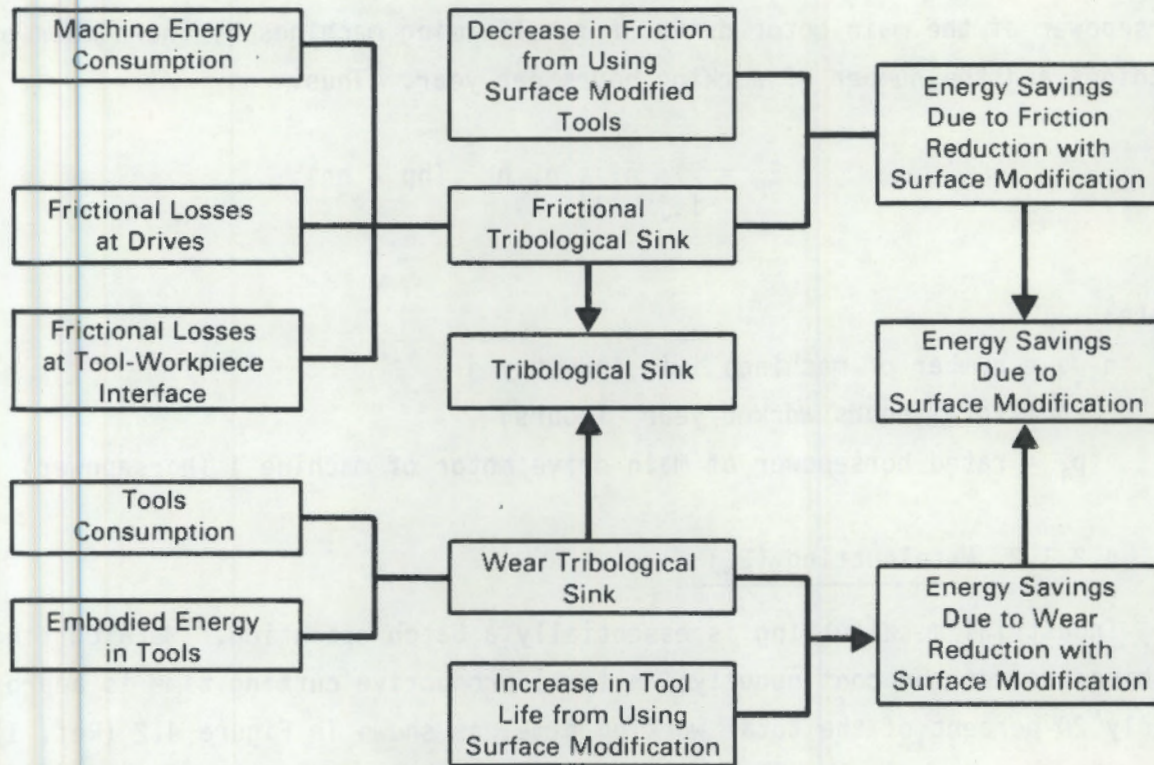 Machine Energy
Consumption
Decrease in Friction
from Using
Surface Modified
Tools
Energy Savings
Due to Friction
Reduction with
Surface Modification
Frictional Losses
at Drives
Frictional
Tribological Sink
Frictional Losses
at Tool-Workpiece
Interface
Tribological Sink
Energy Savings
Due to
Surface Modification
Tools
Consumption
Wear Tribological
Sink
Energy Savings
Due to Wear
Reduction with
Surface Modification
Embodied Energy
in Tools
Increase in Tool
Life from Using
Surface Modification